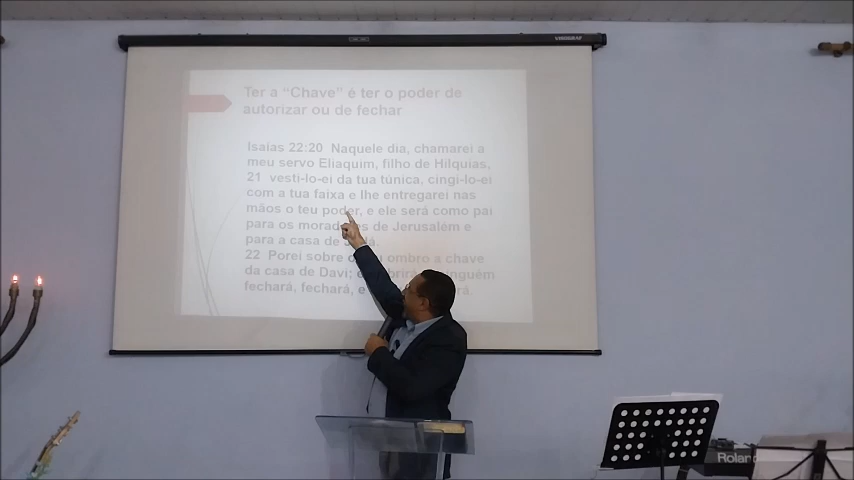 VISOGRAF
Ter a “Chave” é ter o poder de
autorizar ou de fechar
Isaías 22:20 Naquele dia, chamarei a
meu servo Eliaquim, filho de Hilquias,
21 vesti-lo-ei da tua túnica, cingi-lo-ei
com a tua faixa e lhe entregarei nas
mãos o teu poder, e ele será como pai
para os de Jerusalém e
para a casa de
22 Porei sobre o ombro a chave
da casa de Davi;
fechará, fechará, e
Roland